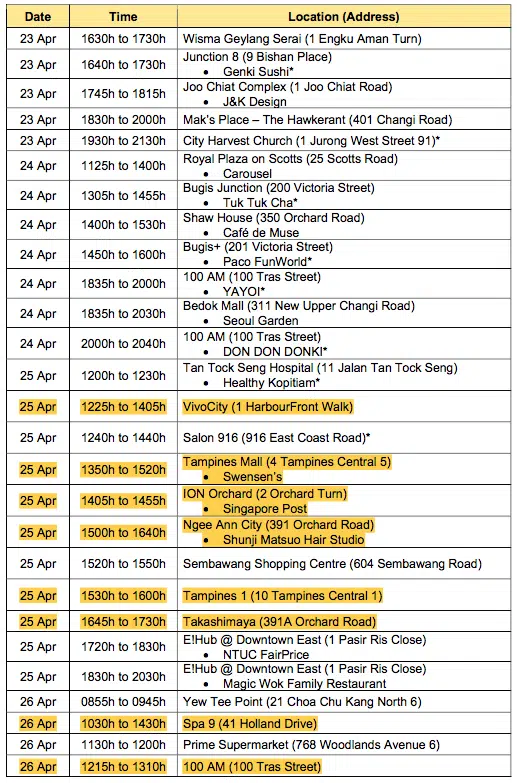 Date Time Location (Address)
23 Apr 1630h to 1730h Wisma Geylang Serai (1 Engku Aman Turn)
23 Apr 1640h to 1730h Junction 8 (9 Bishan Place)
• Genki Sushi*
23 Apr 1745h to 1815h Joo Chiat Complex (1 Joo Chiat Road)
• J&K Design
23 Apr 1830h to 2000h Mak's Place – The Hawkerant (401 Changi Road)
23 Apr 1930h to 2130h City Harvest Church (1 Jurong West Street 91)*
24 Apr 1125h to 1400h Royal Plaza on Scotts (25 Scotts Road)
• Carousel
24 Apr 1305h to 1455h Bugis Junction (200 Victoria Street)
• Tuk Tuk Cha*
24 Apr 1400h to 1530h Shaw House (350 Orchard Road)
• Café de Muse
24 Apr 1450h to 1600h Bugis+ (201 Victoria Street)
• Paco FunWorld*
24 Apr 1835h to 2000h 100 AM (100 Tras Street)
• YAYOI*
24 Apr 1835h to 2030h Bedok Mall (311 New Upper Changi Road)
• Seoul Garden
24 Apr 2000h to 2040h 100 AM (100 Tras Street)
• DON DON DONKI*
25 Apr 1200h to 1230h Tan Tock Seng Hospital (11 Jalan Tan Tock Seng)
• Healthy Kopitiam*
25 Apr 1225h to 1405h VivoCity (1 HarbourFront Walk)
25 Apr 1240h to 1440h Salon 916 (916 East Coast Road)*
25 Apr 1350h to 1520h Tampines Mall (4 Tampines Central 5)
• Swensen's
25 Apr 1405h to 1455h ION Orchard (2 Orchard Turn)
• Singapore Post
25 Apr 1500h to 1640h Ngee Ann City (391 Orchard Road)
• Shunji Matsuo Hair Studio
25 Apr 1520h to 1550h Sembawang Shopping Centre (604 Sembawang Road)
25 Apr 1530h to 1600h Tampines 1 (10 Tampines Central 1)
25 Apr 1645h to 1730h Takashimaya (391A Orchard Road)
25 Apr 1720h to 1830h E!Hub @ Downtown East (1 Pasir Ris Close)
• NTUC FairPrice
25 Apr 1830h to 2030h E!Hub @ Downtown East (1 Pasir Ris Close)
• Magic Wok Family Restaurant
26 Apr 0855h to 0945h Yew Tee Point (21 Choa Chu Kang North 6)
26 Apr 1030h to 1430h Spa 9 (41 Holland Drive)
26 Apr 1130h to 1200h Prime Supermarket (768 Woodlands Avenue 6)
26 Apr 1215h to 1310h 100 AM (100 Tras Street)